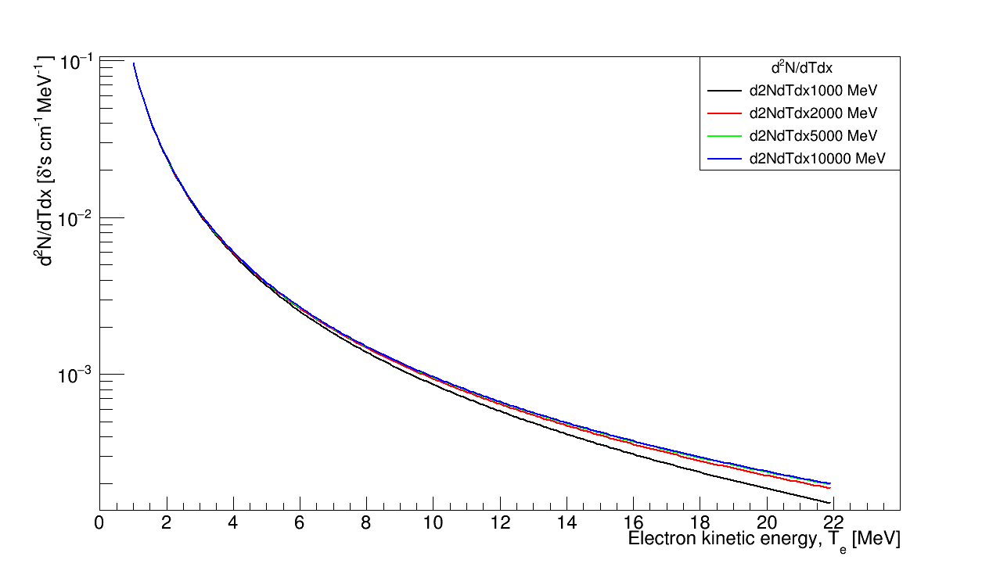 d²N/dTdx [δ's cm⁻¹ MeV⁻¹]
10⁻¹
10⁻²
10⁻³
d²N/dTdx
d2NdTdx1000 MeV
d2NdTdx2000 MeV
d2NdTdx5000 MeV
d2NdTdx10000 MeV
0 2 4 6 8 10 12 14 16 18 20 22
Electron kinetic energy, Tₑ [MeV]